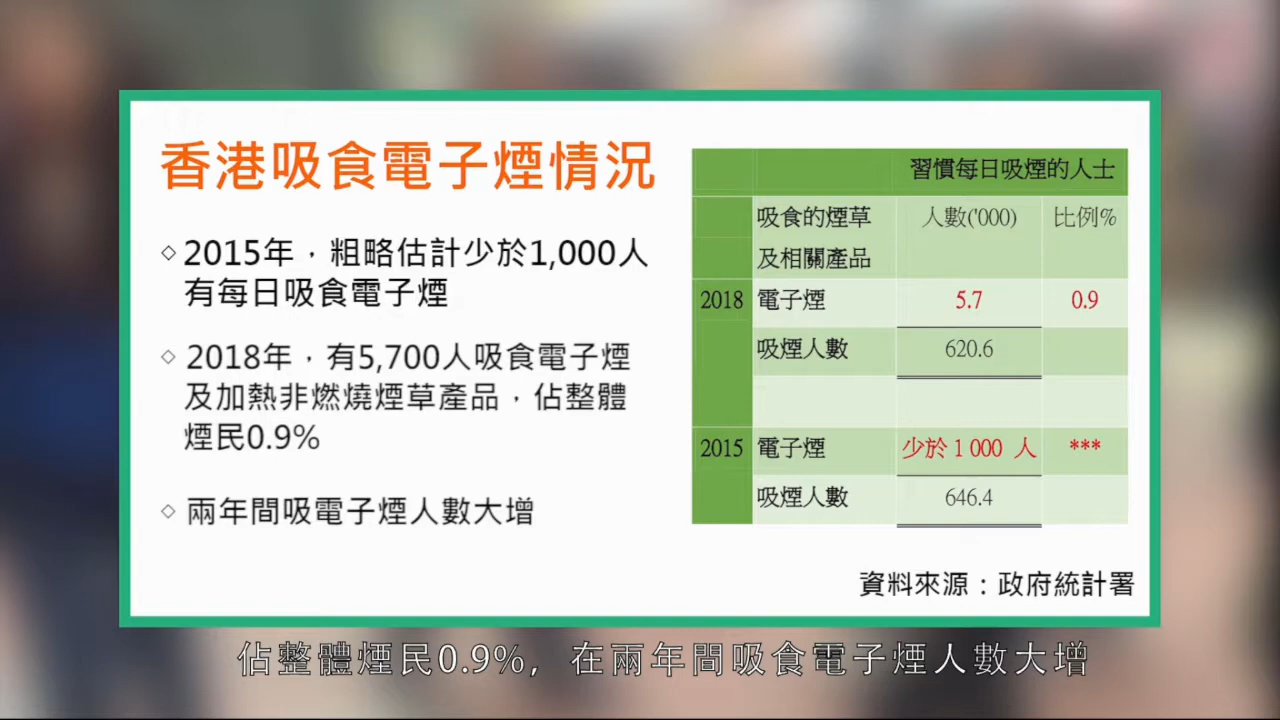 香港吸食電子煙情況
◇2015年，粗略估計少於1,000人
有每日吸食電子煙
◇ 2018年，有5,700人吸食電子煙
及加熱非燃燒煙草產品，佔整體
煙民0.9%
◇ 兩年間吸電子煙人數大增
習慣每日吸煙的人士
吸食的煙草 人數('000) 比例%
及相關產品
2018 電子煙 5.7 0.9
吸煙人數 620.6
2015 電子煙 少於 1 000 人 ***
吸煙人數 646.4
資料來源：政府統計署
佔整體煙民0.9%，在兩年間吸食電子煙人數大增